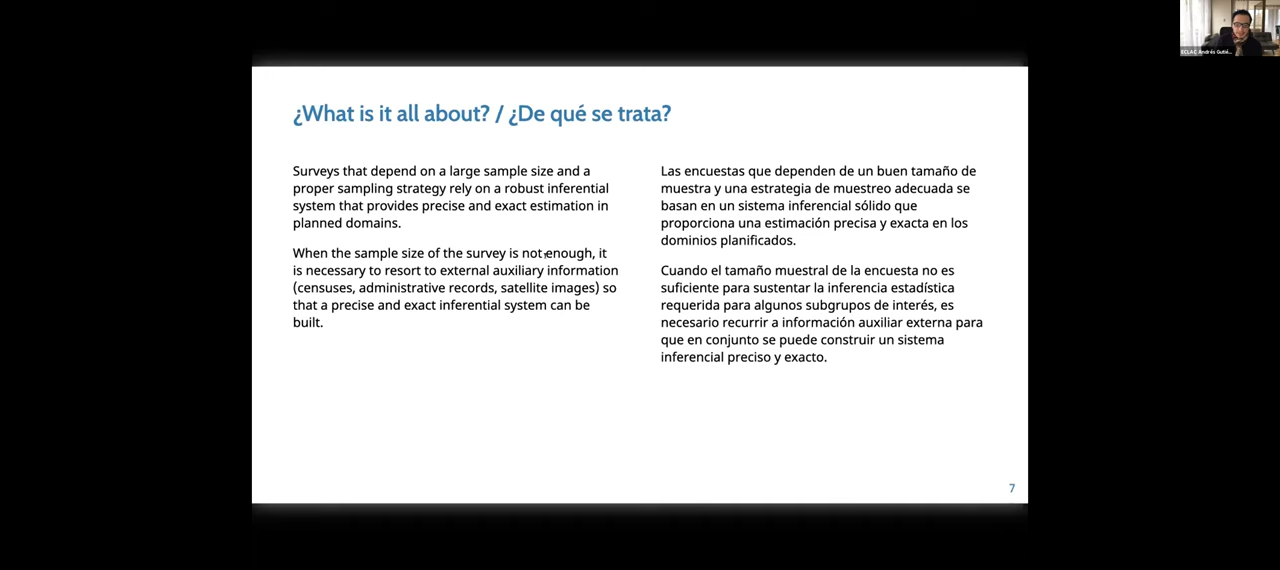 ¿What is it all about? / ¿De qué se trata?
Surveys that depend on a large sample size and a
proper sampling strategy rely on a robust inferential
system that provides precise and exact estimation in
planned domains.
When the sample size of the survey is not enough, it
is necessary to resort to external auxiliary information
(censuses, administrative records, satellite images) so
that a precise and exact inferential system can be
built.
Las encuestas que dependen de un buen tamaño de
muestra y una estrategia de muestreo adecuada se
basan en un sistema inferencial sólido que
proporciona una estimación precisa y exacta en los
dominios planificados.
Cuando el tamaño muestral de la encuesta no es
suficiente para sustentar la inferencia estadística
requerida para algunos subgrupos de interés, es
necesario recurrir a información auxiliar externa para
que en conjunto se puede construir un sistema
inferencial preciso y exacto.
7
ECLAC Andrés Gutié...